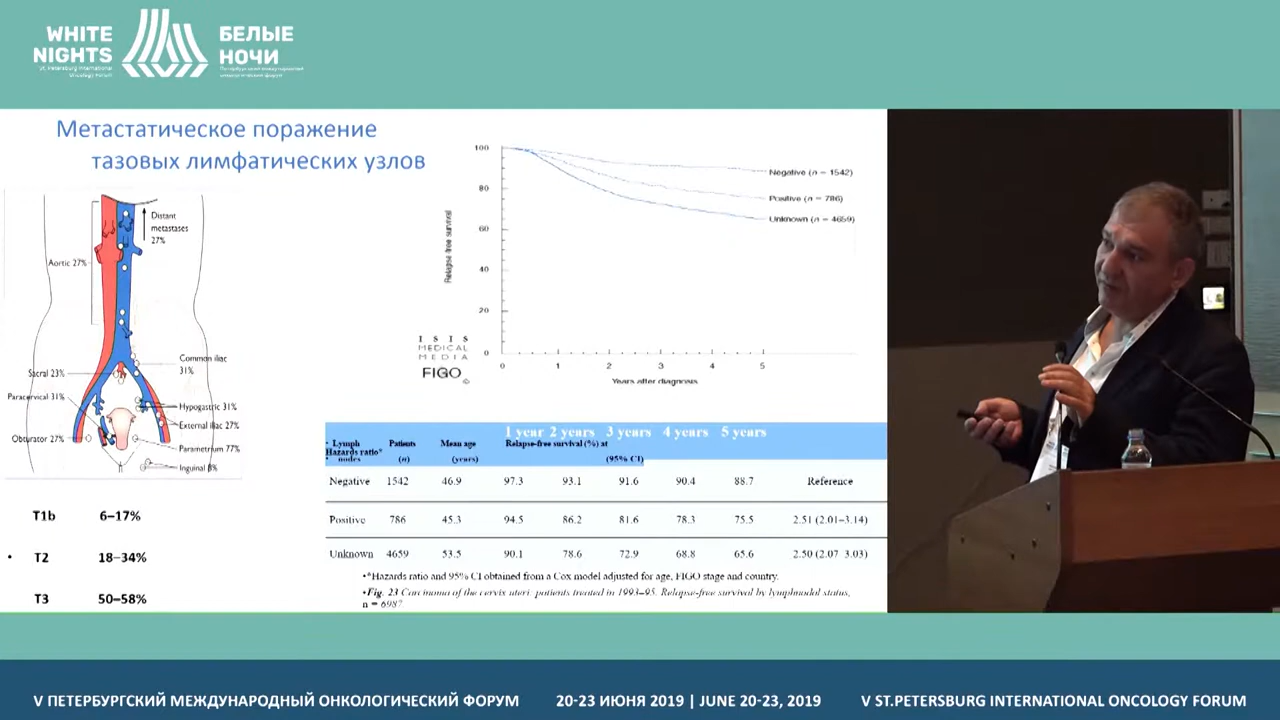 WHITE
NIGHTS
St. Petersburg International
Oncology Forum
БЕЛЫЕ
НОЧИ
Петербургский международный
онкологический форум
Метастатическое поражение
тазовых лимфатических узлов
Distant
metastases
27%
Aortic 27%
Common iliac
31%
Sacral 23%
Paracervical 31%
Hypogastric 31%
External iliac 27%
Obturator 27%
Parametrium 77%
Inguinal 8%
T1b 6–17%
• T2 18–34%
T3 50–58%
Relapse free survival
100
80
60
40
20
0
0 1 2 3 4 5
Years after diagnosis
Negative (n = 1542)
Positive (n = 786)
Unknown (n = 4659)
ISIS
MEDICAL
MEDIA
FIGO
©
1 year 2 years 3 years 4 years 5 years
• Lymph Patients Mean age Relapse-free survival (%) at
Hazards ratio*
• nodes (n) (years) (95% CI)
Negative 1542 46.9 97.3 93.1 91.6 90.4 88.7 Reference
Positive 786 45.3 94.5 86.2 81.6 78.3 75.5 2.51 (2.01–3.14)
Unknown 4659 53.5 90.1 78.6 72.9 68.8 65.6 2.50 (2.07 3.03)
•*Hazards ratio and 95% CI obtained from a Cox model adjusted for age, FIGO stage and country.
•Fig. 23 Carcinoma of the cervix uteri: patients treated in 1993–95. Relapse-free survival by lymphnodal status,
n = 6987
V ПЕТЕРБУРГСКИЙ МЕЖДУНАРОДНЫЙ ОНКОЛОГИЧЕСКИЙ ФОРУМ 20-23 ИЮНЯ 2019 | JUNE 20-23, 2019 V ST.PETERSBURG INTERNATIONAL ONCOLOGY FORUM